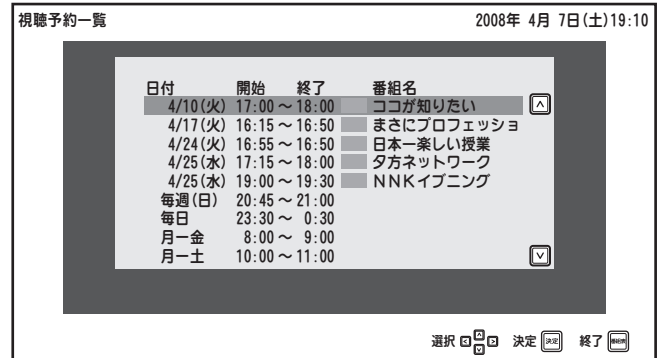 視聴予約一覧 2008年 4月 7日(土)19:10
日付 開始 終了 番組名
4/10(火) 17:00～18:00 ココが知りたい
4/17(火) 16:15～16:50 まさにプロフェッショ
4/24(火) 16:55～16:50 日本一楽しい授業
4/25(水) 17:15～18:00 夕方ネットワーク
4/25(水) 19:00～19:30 NNKイブニング
毎週(日) 20:45～21:00
毎日 23:30～ 0:30
月ー金 8:00～ 9:00
月ー土 10:00～11:00
選択 決定 決定 終了 番組表